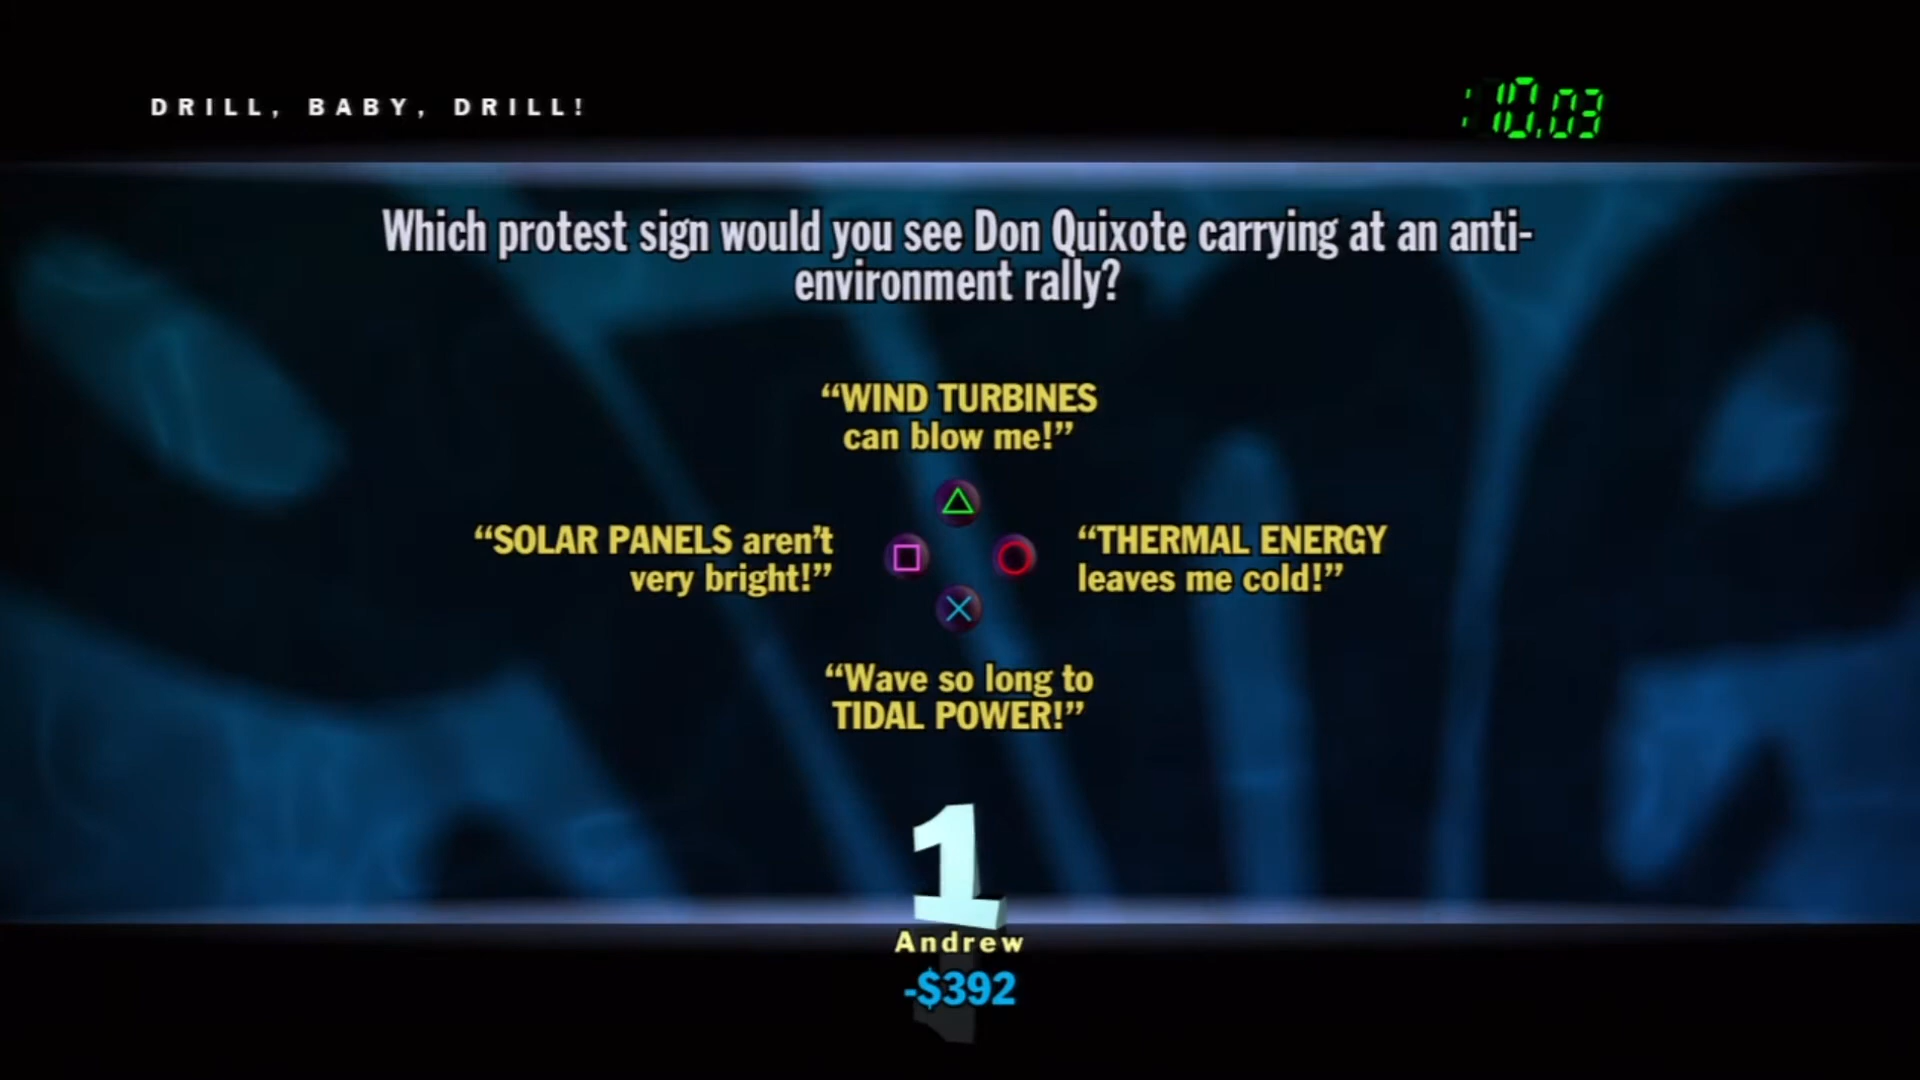 DRILL, BABY, DRILL!
:10.03
Which protest sign would you see Don Quixote carrying at an anti-
environment rally?
“WIND TURBINES
can blow me!”
“SOLAR PANELS aren’t
very bright!”
“THERMAL ENERGY
leaves me cold!”
“Wave so long to
TIDAL POWER!”
1
Andrew
-$392